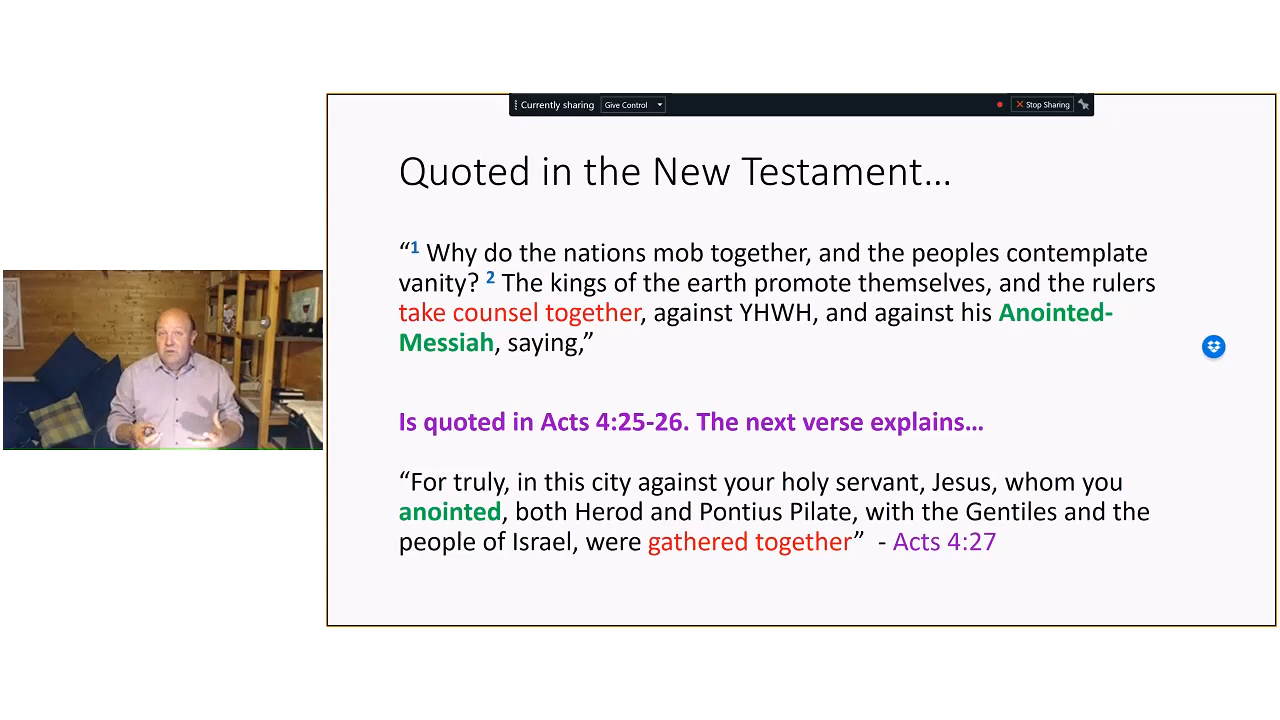 Currently sharing Give Control Stop Sharing
Quoted in the New Testament…
“1 Why do the nations mob together, and the peoples contemplate
vanity? 2 The kings of the earth promote themselves, and the rulers
take counsel together, against YHWH, and against his Anointed-
Messiah, saying,”
Is quoted in Acts 4:25-26. The next verse explains…
“For truly, in this city against your holy servant, Jesus, whom you
anointed, both Herod and Pontius Pilate, with the Gentiles and the
people of Israel, were gathered together” - Acts 4:27